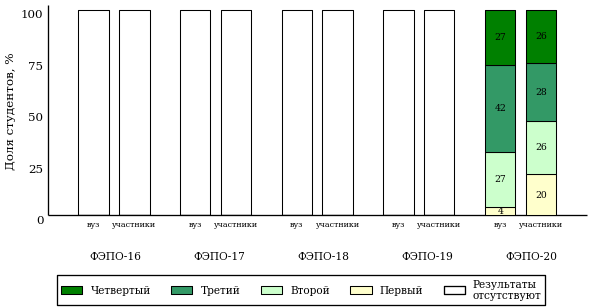 Доля студентов, %
100
75
50
25
0
27
42
27
4
26
28
26
20
вуз участники вуз участники вуз участники вуз участники вуз участники
ФЭПО-16 ФЭПО-17 ФЭПО-18 ФЭПО-19 ФЭПО-20
Четвертый Третий Второй Первый Результаты
отсутствуют